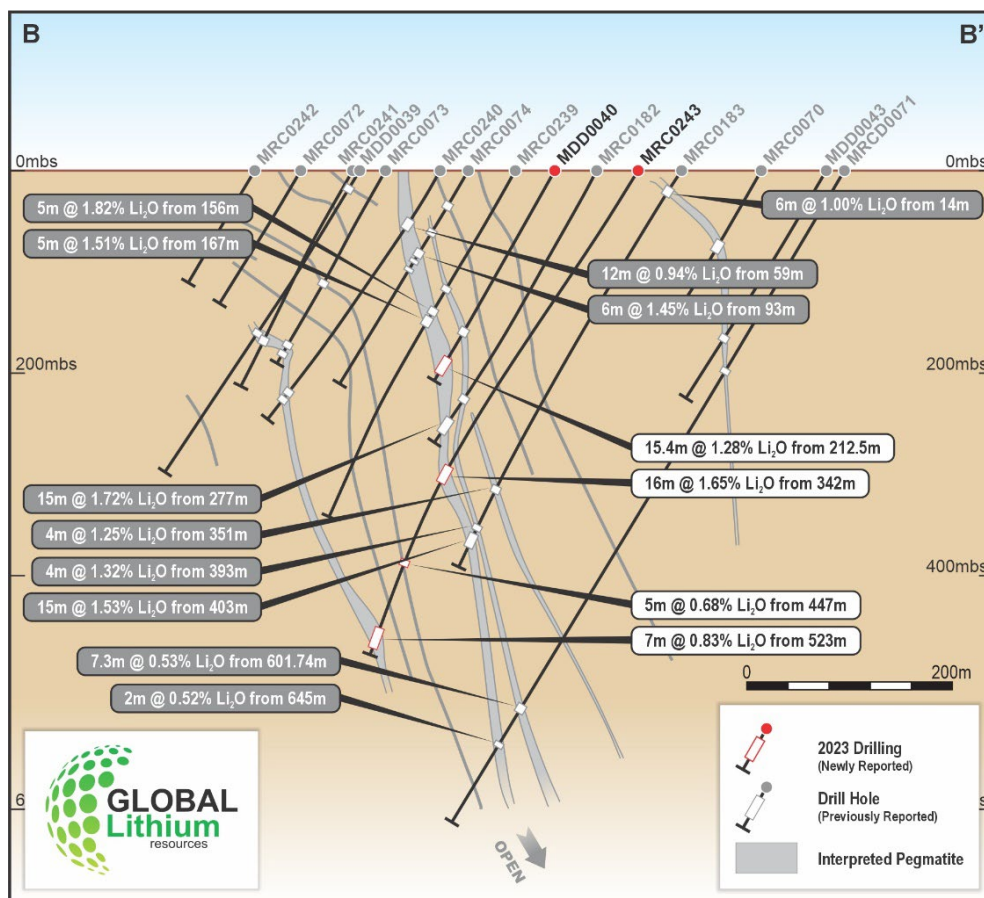 B
B'
MRC0242
MRC0072
MRC0241
MDD0039
MRC0073
MRC0240
MRC0074
MRC0239
MDD0040
MRC0182
MRC0243
MRC0183
MRC0070
MDD0043
MRCD0071
0mbs
0mbs
5m @ 1.82% Li₂O from 156m
6m @ 1.00% Li₂O from 14m
5m @ 1.51% Li₂O from 167m
12m @ 0.94% Li₂O from 59m
6m @ 1.45% Li₂O from 93m
200mbs
200mbs
15.4m @ 1.28% Li₂O from 212.5m
16m @ 1.65% Li₂O from 342m
15m @ 1.72% Li₂O from 277m
4m @ 1.25% Li₂O from 351m
4m @ 1.32% Li₂O from 393m
400mbs
15m @ 1.53% Li₂O from 403m
5m @ 0.68% Li₂O from 447m
7m @ 0.83% Li₂O from 523m
7.3m @ 0.53% Li₂O from 601.74m
2m @ 0.52% Li₂O from 645m
0
200m
GLOBAL
Lithium
resources
OPEN
2023 Drilling
(Newly Reported)
Drill Hole
(Previously Reported)
Interpreted Pegmatite
6
s